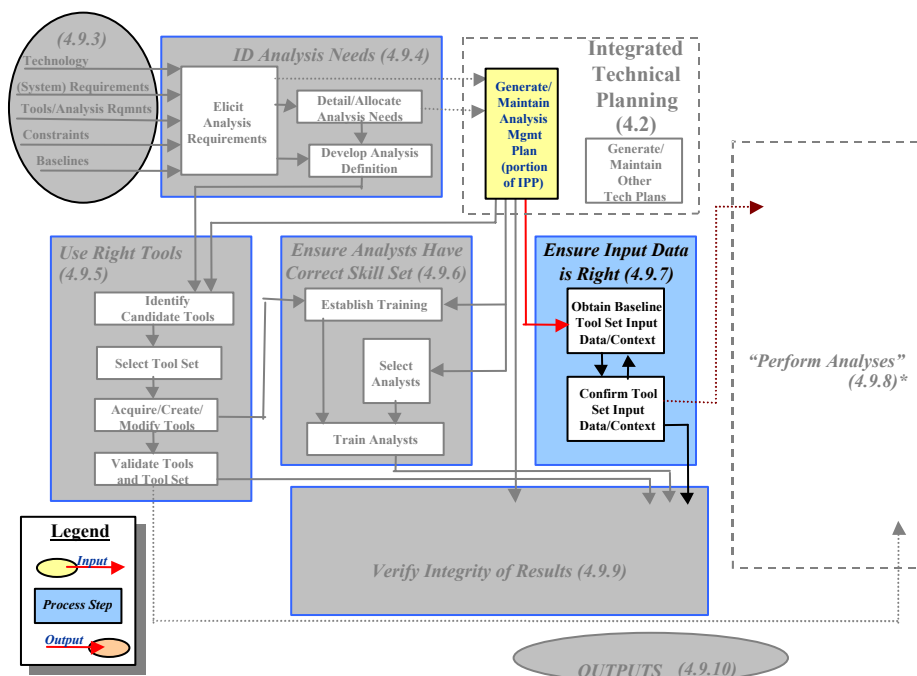 (4.9.3)
Technology
(System) Requirements
Tools/Analysis Rqmnts
Constraints
Baselines
ID Analysis Needs (4.9.4)
Elicit
Analysis
Requirements
Detail/Allocate
Analysis Needs
Develop Analysis
Definition
Generate/
Maintain
Analysis
Mgmt
Plan
(portion
of IPP)
Integrated
Technical
Planning
(4.2)
Generate/
Maintain
Other
Tech Plans
Use Right Tools
(4.9.5)
Identify
Candidate Tools
Select Tool Set
Acquire/Create/
Modify Tools
Validate Tools
and Tool Set
Ensure Analysts Have
Correct Skill Set (4.9.6)
Establish Training
Select
Analysts
Train Analysts
Ensure Input Data
is Right (4.9.7)
Obtain Baseline
Tool Set Input
Data/Context
Confirm Tool
Set Input
Data/Context
“Perform Analyses”
(4.9.8)*
Verify Integrity of Results (4.9.9)
Legend
Input
Process Step
Output
OUTPUTS (4.9.10)